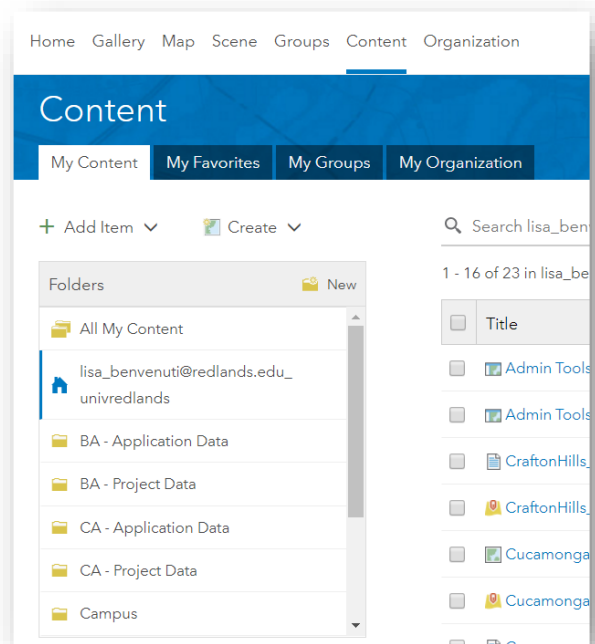 Home Gallery Map Scene Groups Content Organization
Content
My Content My Favorites My Groups My Organization
+ Add Item Create
Search lisa_ben
Folders New
1 - 16 of 23 in lisa_be
Title
All My Content
lisa_benvenuti@redlands.edu_
univredlands
BA - Application Data
BA - Project Data
CA - Application Data
CA - Project Data
Campus
Admin Tools
Admin Tools
CraftonHills_
CraftonHills_
Cucamonga
Cucamonga